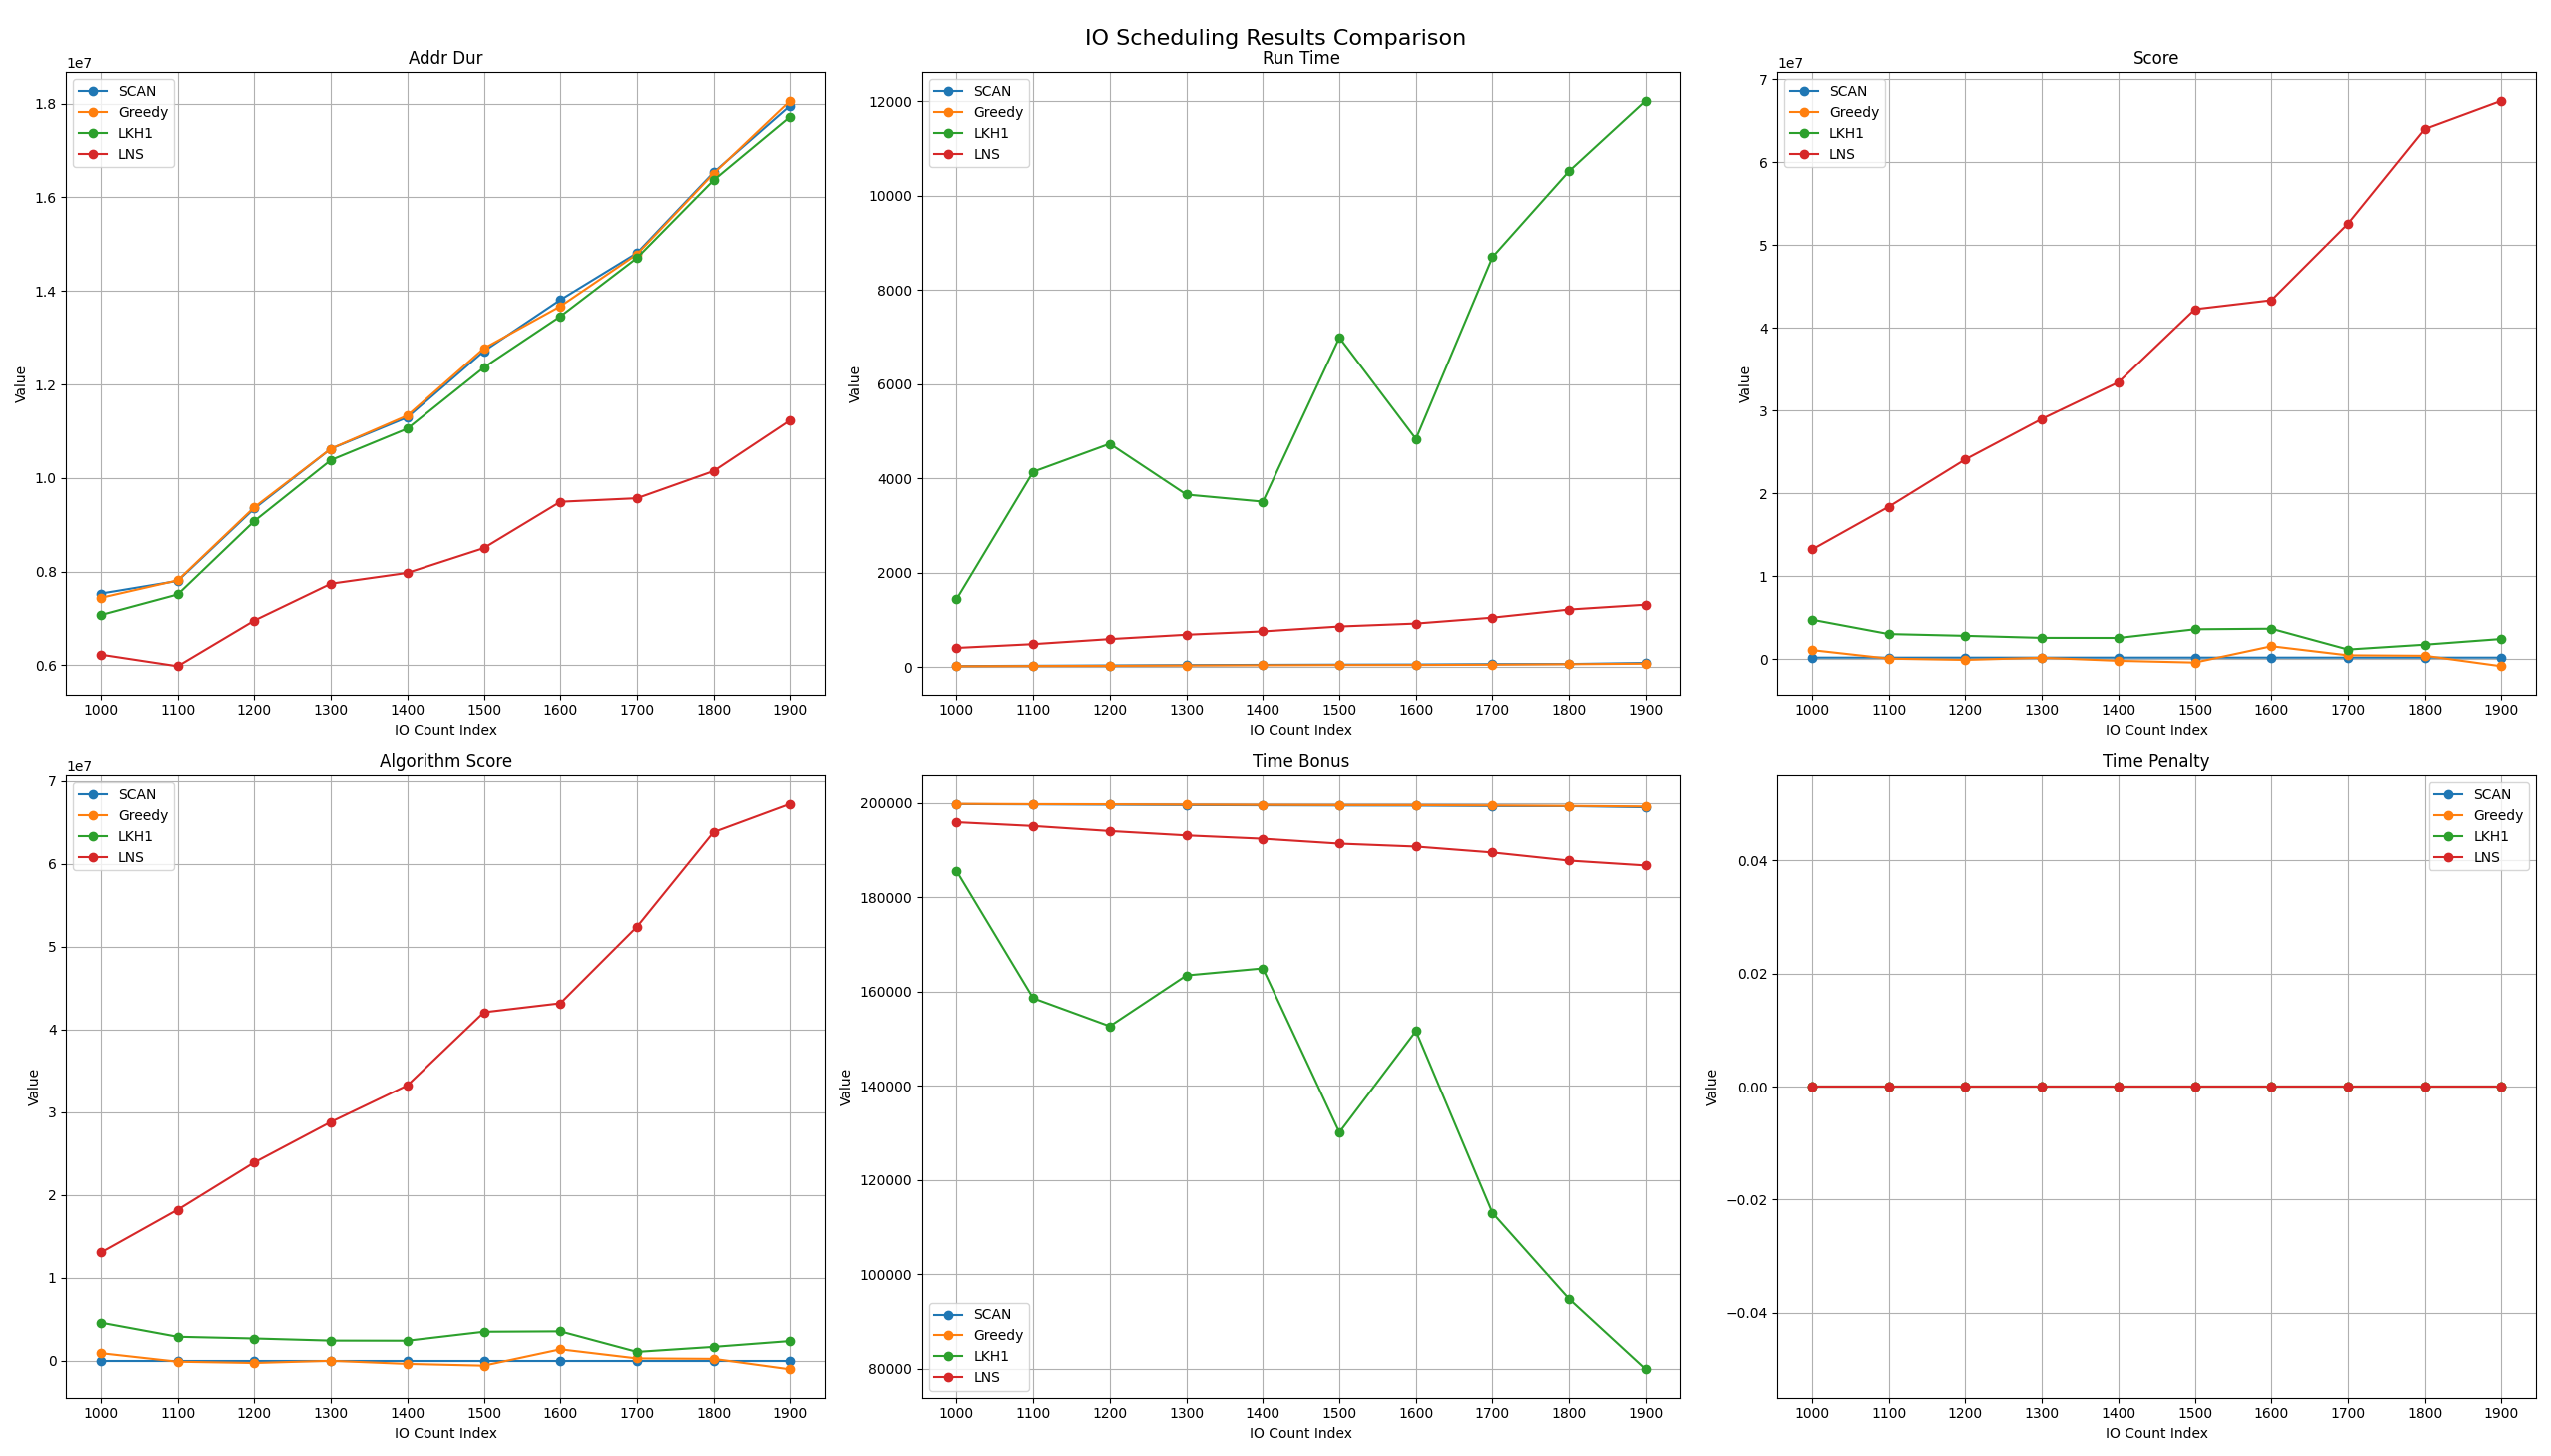 IO Scheduling Results Comparison
Addr Dur
1e7
SCAN
Greedy
LKH1
LNS
1.8
1.6
1.4
1.2
1.0
0.8
0.6
Value
1000 1100 1200 1300 1400 1500 1600 1700 1800 1900
IO Count Index
Run Time
SCAN
Greedy
LKH1
LNS
12000
10000
8000
6000
4000
2000
0
Value
1000 1100 1200 1300 1400 1500 1600 1700 1800 1900
IO Count Index
Score
1e7
SCAN
Greedy
LKH1
LNS
7
6
5
4
3
2
1
0
Value
1000 1100 1200 1300 1400 1500 1600 1700 1800 1900
IO Count Index
Algorithm Score
1e7
SCAN
Greedy
LKH1
LNS
7
6
5
4
3
2
1
0
Value
1000 1100 1200 1300 1400 1500 1600 1700 1800 1900
IO Count Index
Time Bonus
200000
180000
160000
140000
120000
100000
80000
Value
SCAN
Greedy
LKH1
LNS
1000 1100 1200 1300 1400 1500 1600 1700 1800 1900
IO Count Index
Time Penalty
SCAN
Greedy
LKH1
LNS
0.04
0.02
0.00
−0.02
−0.04
Value
1000 1100 1200 1300 1400 1500 1600 1700 1800 1900
IO Count Index